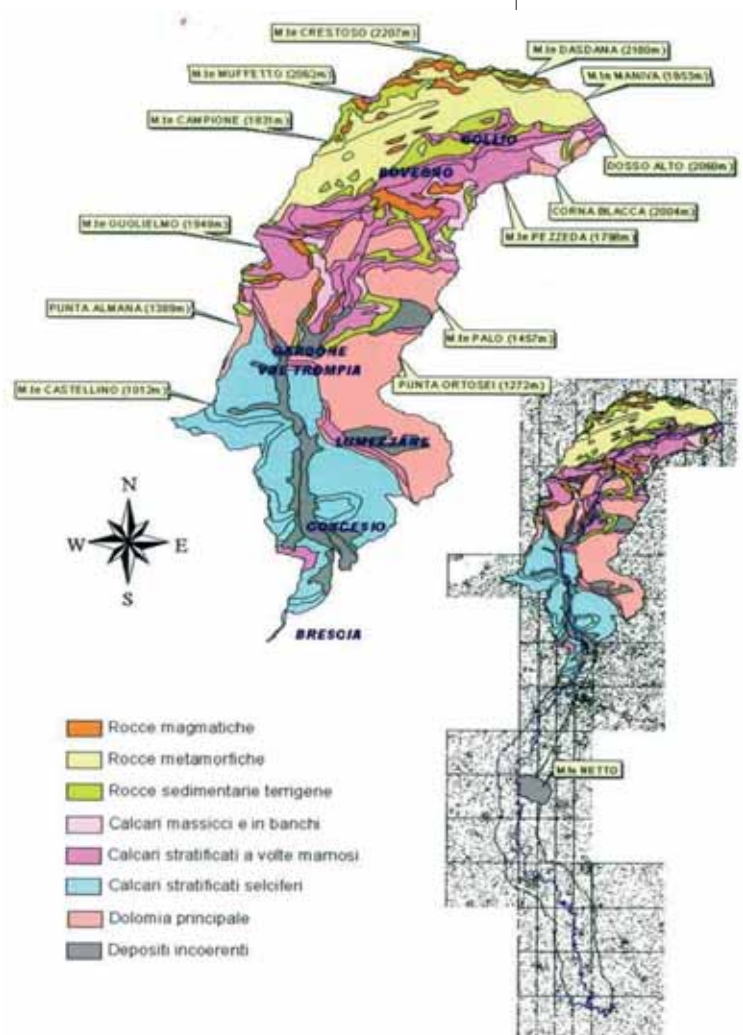 M.te CRESTOSO (2207m)
M.te DASDANA (2180m)
M.te MUFFETTO (2062m)
M.te MANIVA (1863m)
M.te CAMPIONE (1831m)
COLLIO
BOVEGNO
DOSSO ALTO (2060m)
CORNA BLACCA (2004m)
M.te GUGLIELMO (1949m)
M.te PEZZEDA (1798m)
PUNTA ALMANA (1389m)
M.te PALO (1457m)
GARDONE
VAL TROMPIA
M.te CASTELLINO (1012m)
PUNTA ORTOSEI (1272m)
LUMEZZANE
N
W
E
S
CONCESIO
BRESCIA
M.te NETTO
Rocce magmatiche
Rocce metamorfiche
Rocce sedimentarie terrigene
Calcari massicci e in banchi
Calcari stratificati a volte marnosi
Calcari stratificati selciferi
Dolomia principale
Depositi incoerenti